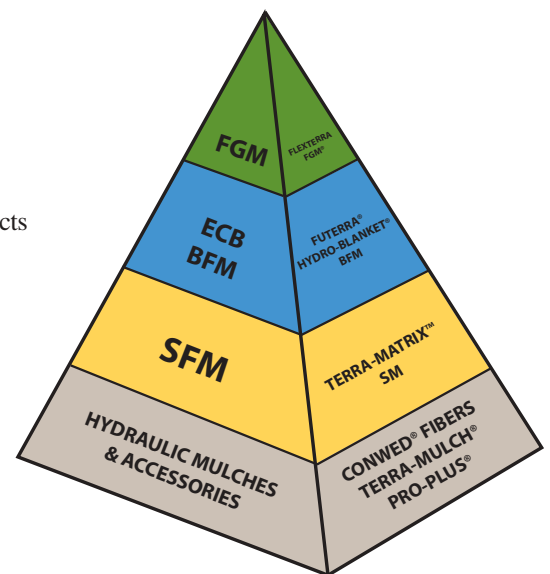 FGM
FLEXTERRA
FGM®
cts
ECB
BFM
FUTERRA®
HYDRO-BLANKET®
BFM
SFM
TERRA-MATRIX™
SM
HYDRAULIC MULCHES
& ACCESSORIES
CONWED® FIBERS
TERRA-MULCH®
PRO-PLUS®